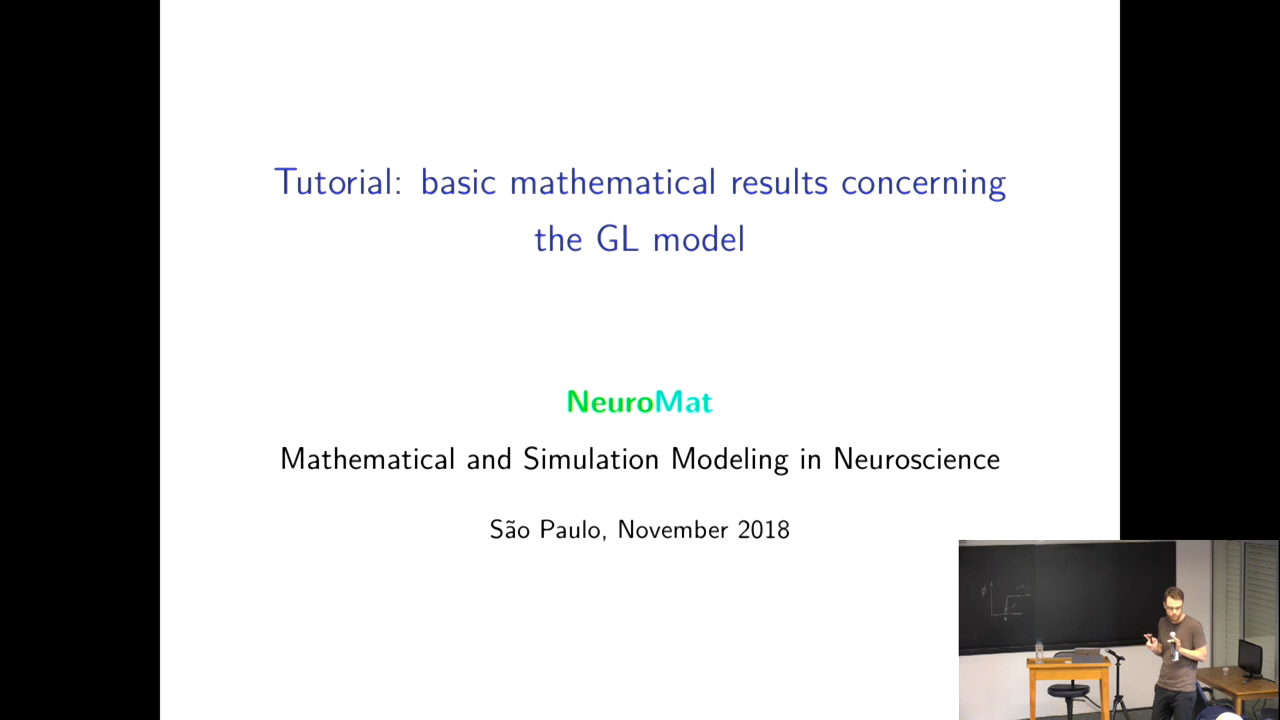 Tutorial: basic mathematical results concerning
the GL model
NeuroMat
Mathematical and Simulation Modeling in Neuroscience
São Paulo, November 2018